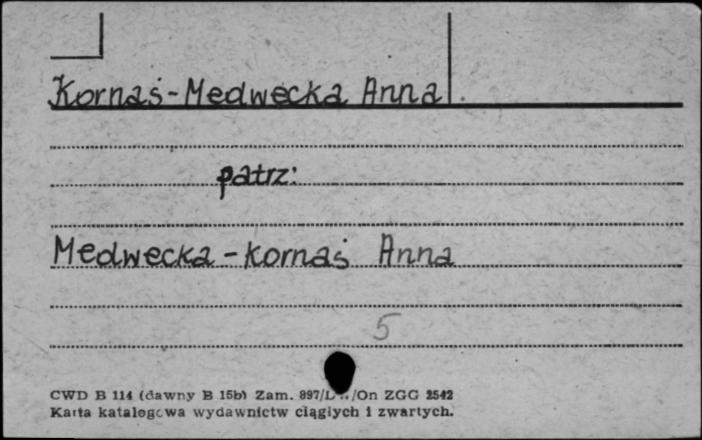 Kornaś-Medwecka Anna
patrz:
Medwecka-Kornaś Anna
5
CWD B 114 (dawny B 15b) Zam. 897/ /On ZGG 2542
Karta katalogowa wydawnictw ciągłych i zwartych.